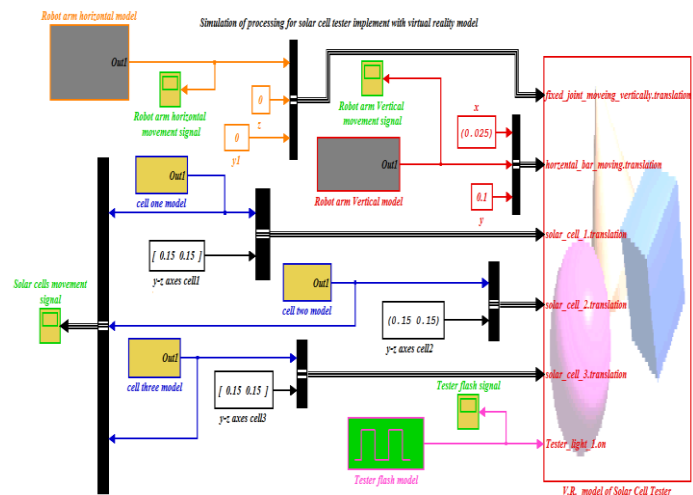 Robot arm horizontal model
Simulation of processing for solar cell tester implement with virtual reality model
Out1
Robot arm horizontal
movement signal
0
z
0
y1
Robot arm Vertical
movement signal
x
(0.025)
fixed_joint_moveing_vertically.translation
Out1
Robot arm Vertical model
0.1
y
horzental_bar_moving.translation
Out1
cell one model
[ 0.15 0.15 ]
y-z axes cell1
solar_cell_1.translation
Solar cells movement
signal
Out1
cell two model
(0.15 0.15)
y-z axes cell2
solar_cell_2.translation
Out1
cell three model
[ 0.15 0.15 ]
y-z axes cell3
solar_cell_3.translation
Tester flash signal
Tester flash model
Tester_light_1.on
V.R. model of Solar Cell Tester